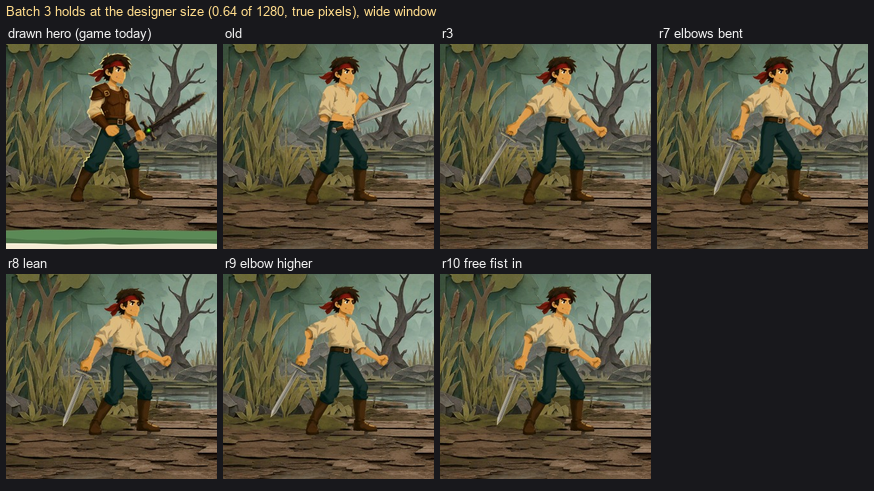 Batch 3 holds at the designer size (0.64 of 1280, true pixels), wide window
drawn hero (game today)
old
r3
r7 elbows bent
r8 lean
r9 elbow higher
r10 free fist in